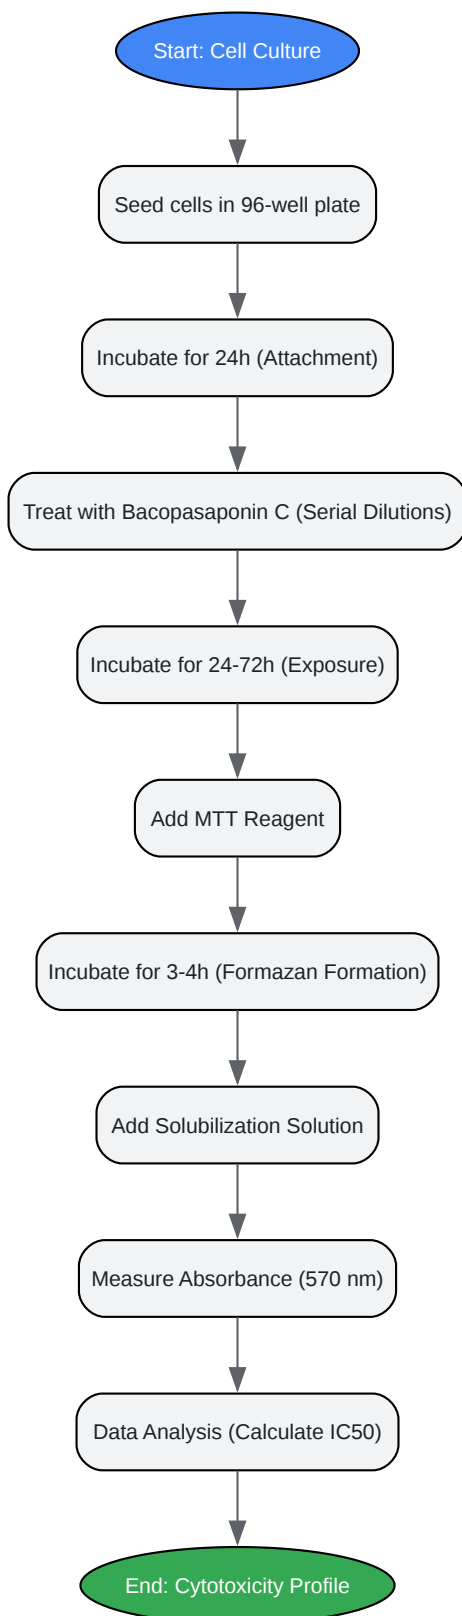 Start: Cell Culture
Seed cells in 96-well plate
Incubate for 24h (Attachment)
Treat with Bacopasaponin C (Serial Dilutions)
Incubate for 24-72h (Exposure)
Add MTT Reagent
Incubate for 3-4h (Formazan Formation)
Add Solubilization Solution
Measure Absorbance (570 nm)
Data Analysis (Calculate IC50)
End: Cytotoxicity Profile